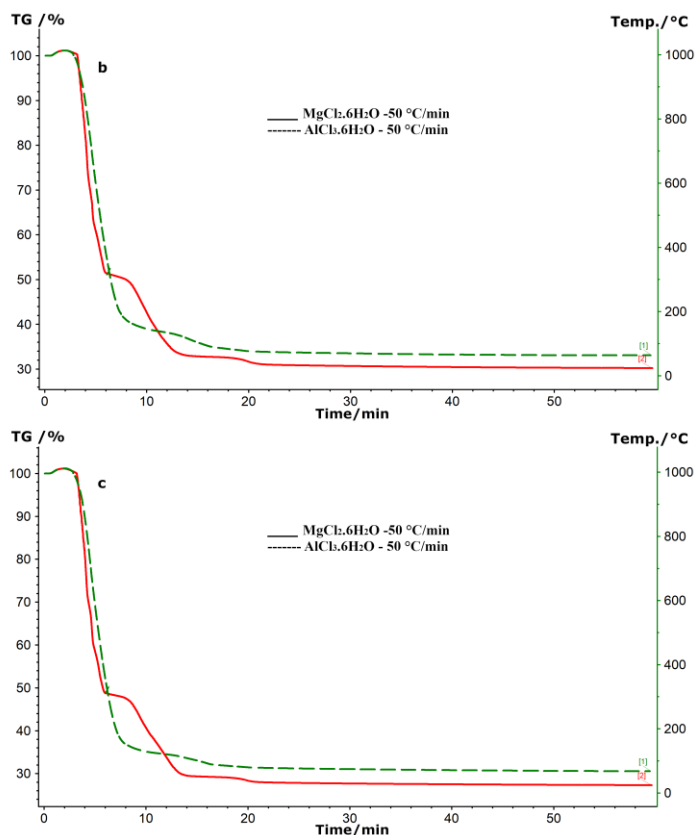 TG /%
Temp./°C
b
100
90
80
70
60
50
40
30
MgCl₂.6H₂O -50 °C/min
AlCl₃.6H₂O - 50 °C/min
1000
800
600
400
200
0
[1]
[2]
0 10 20 30 40 50
Time/min
TG /%
Temp./°C
c
100
90
80
70
60
50
40
30
MgCl₂.6H₂O -50 °C/min
AlCl₃.6H₂O - 50 °C/min
1000
800
600
400
200
0
[1]
[2]
0 10 20 30 40 50
Time/min